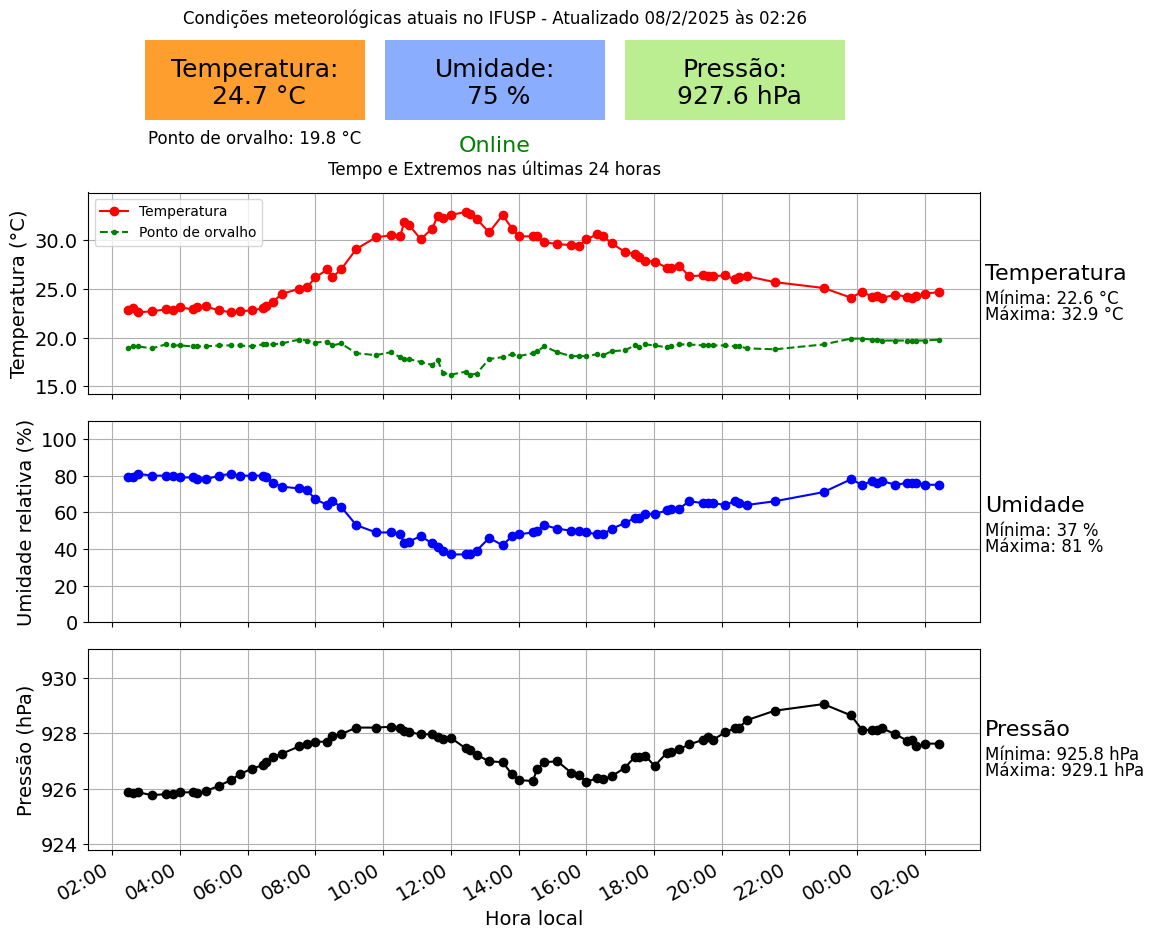 Condições meteorológicas atuais no IFUSP - Atualizado 08/2/2025 às 02:26
Temperatura:
24.7 °C
Umidade:
75 %
Pressão:
927.6 hPa
Ponto de orvalho: 19.8 °C
Online
Tempo e Extremos nas últimas 24 horas
Temperatura
Ponto de orvalho
Temperatura (°C)
30.0
25.0
20.0
15.0
Temperatura
Mínima: 22.6 °C
Máxima: 32.9 °C
Umidade relativa (%)
100
80
60
40
20
0
Umidade
Mínima: 37 %
Máxima: 81 %
Pressão (hPa)
930
928
926
924
Pressão
Mínima: 925.8 hPa
Máxima: 929.1 hPa
02:00 04:00 06:00 08:00 10:00 12:00 14:00 16:00 18:00 20:00 22:00 00:00 02:00
Hora local